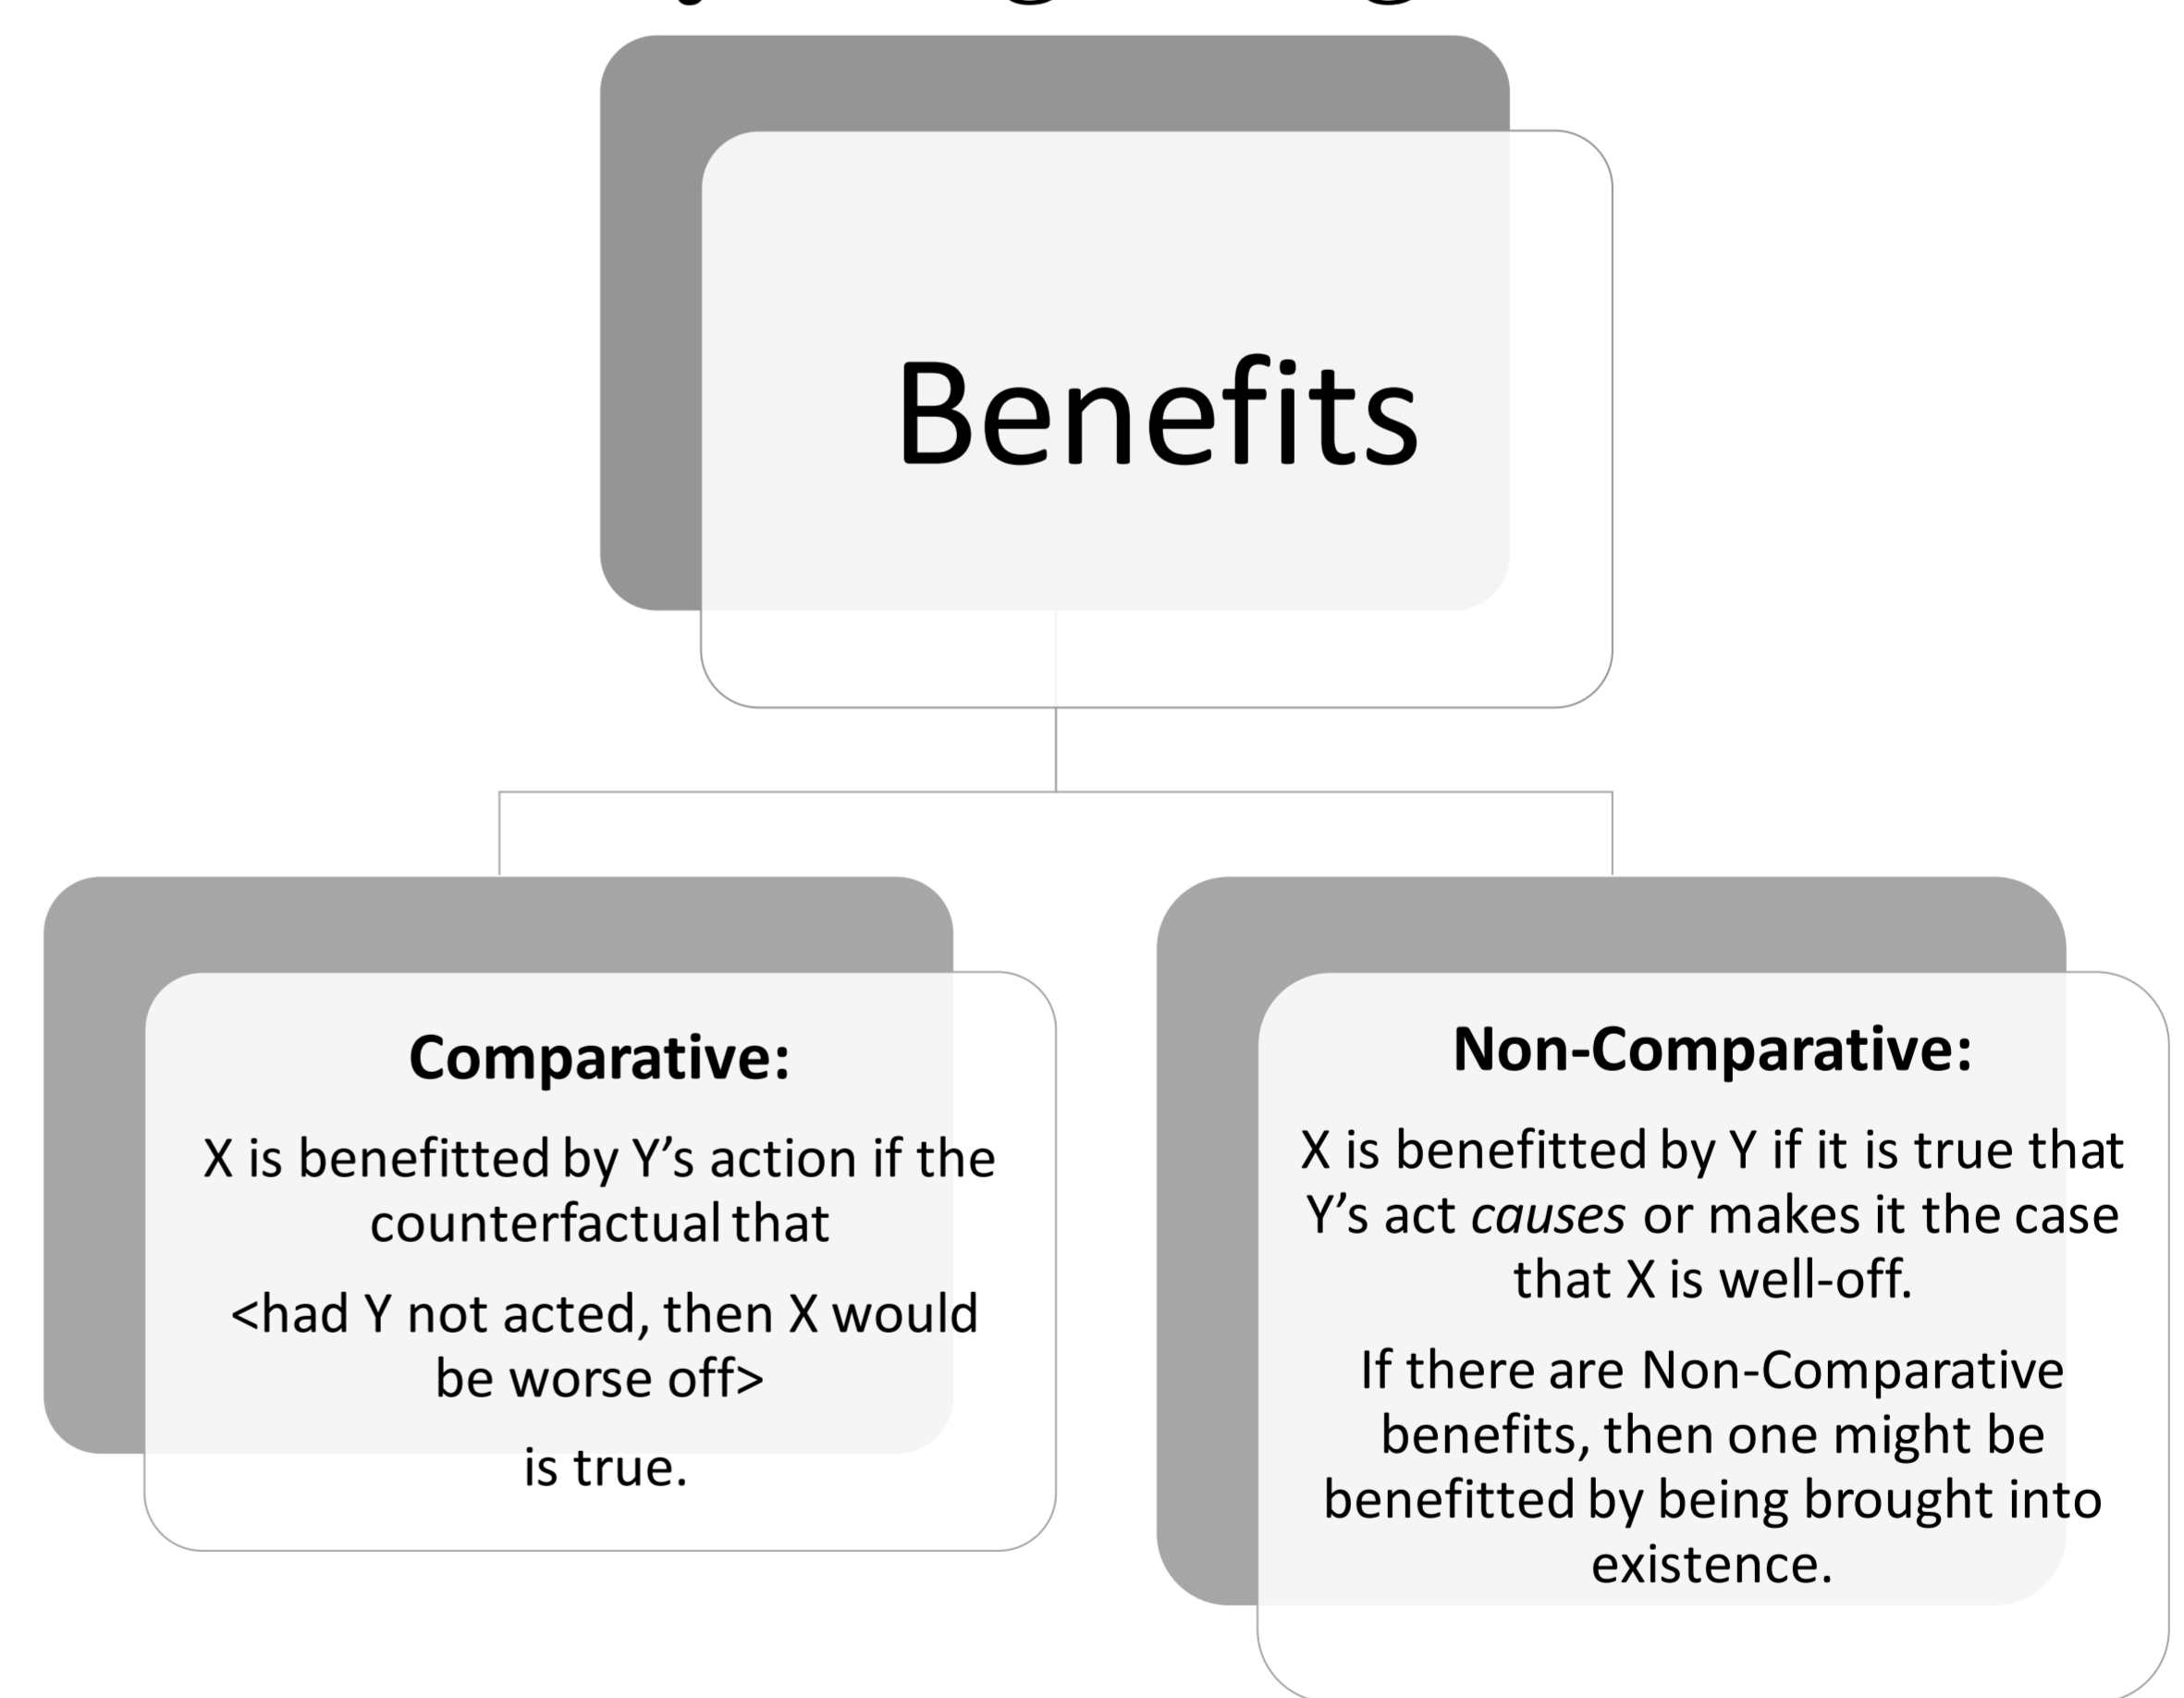 Benefits
Comparative:
X is benefitted by Y’s action if the
counterfactual that
<had Y not acted, then X would
be worse off>
is true.
Non-Comparative:
X is benefitted by Y if it is true that
Y’s act causes or makes it the case
that X is well-off.
If there are Non-Comparative
benefits, then one might be
benefitted by being brought into
existence.